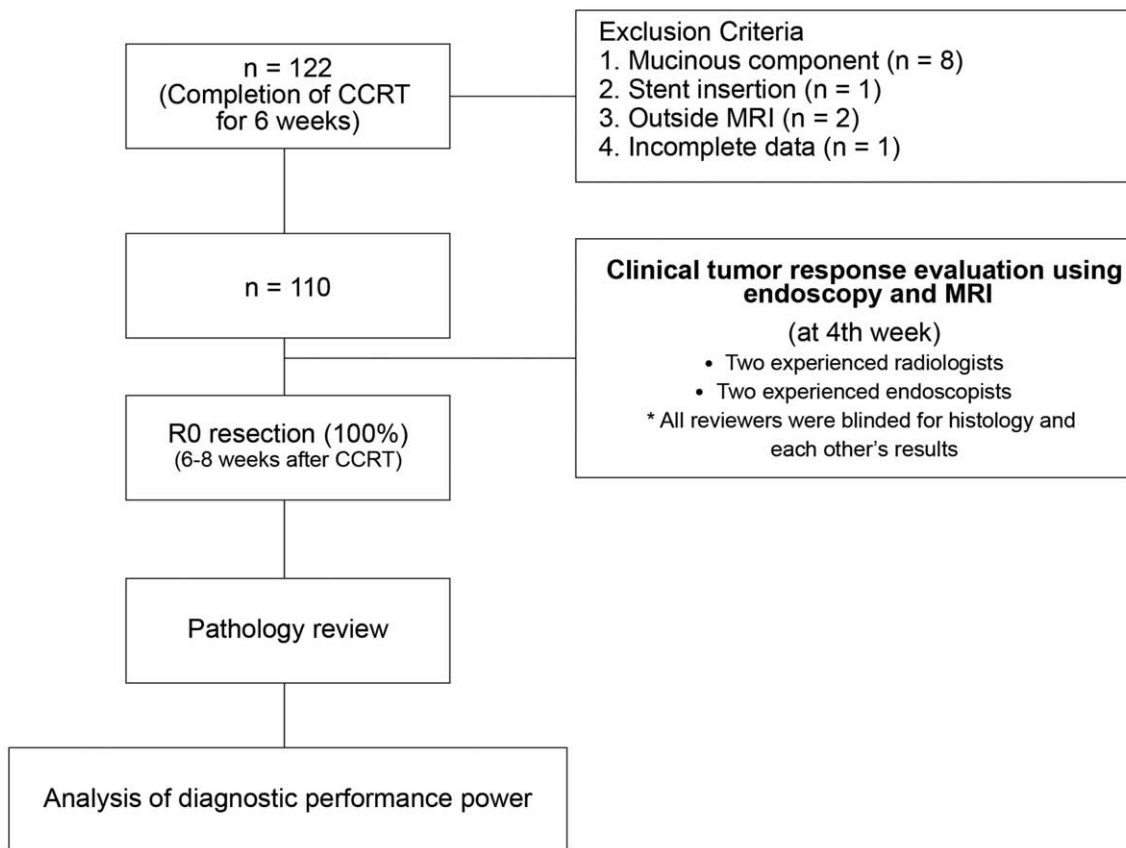 n = 122
(Completion of CCRT
for 6 weeks)
Exclusion Criteria
1. Mucinous component (n = 8)
2. Stent insertion (n = 1)
3. Outside MRI (n = 2)
4. Incomplete data (n = 1)
n = 110
Clinical tumor response evaluation using
endoscopy and MRI
(at 4th week)
• Two experienced radiologists
• Two experienced endoscopists
* All reviewers were blinded for histology and
each other's results
R0 resection (100%)
(6-8 weeks after CCRT)
Pathology review
Analysis of diagnostic performance power